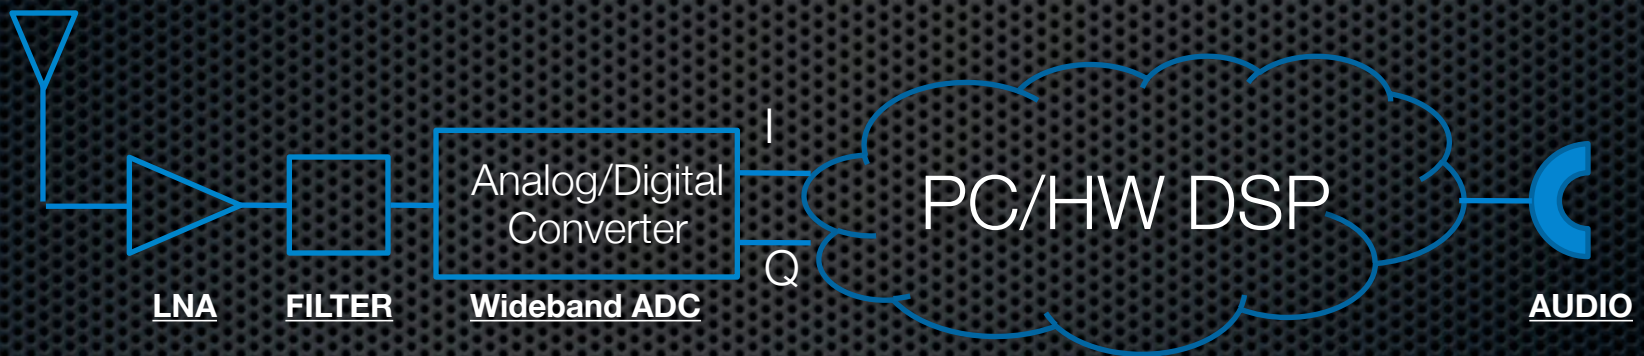 I
Analog/Digital
Converter
PC/HW DSP
Q
LNA
FILTER
Wideband ADC
AUDIO